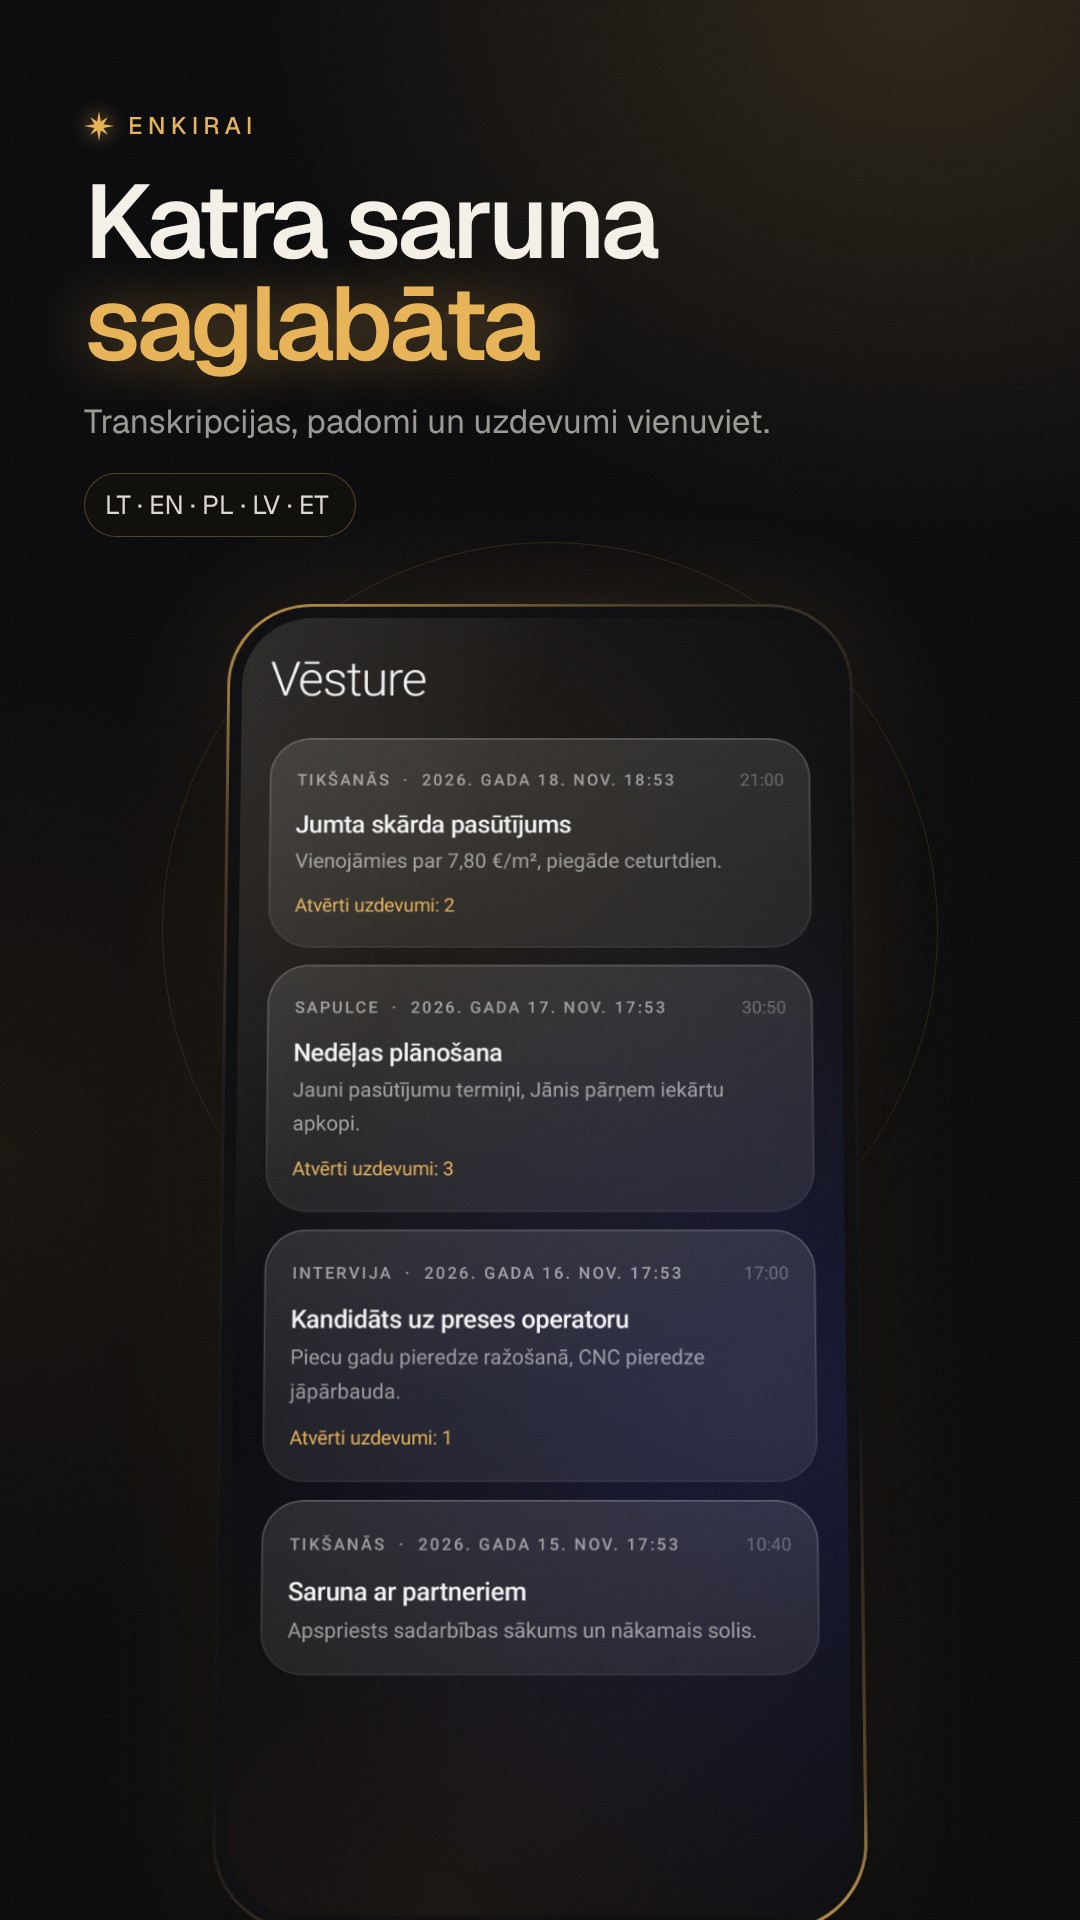 ENKIRAI
Katra saruna
saglabāta
Transkripcijas, padomi un uzdevumi vienuviet.
LT · EN · PL · LV · ET
Vēsture
TIKŠANĀS · 2026. GADA 18. NOV. 18:53 21:00
Jumta skārda pasūtījums
Vienojāmies par 7,80 €/m², piegāde ceturtdien.
Atvērti uzdevumi: 2
SAPULCE · 2026. GADA 17. NOV. 17:53 30:50
Nedēļas plānošana
Jauni pasūtījumu termiņi, Jānis pārņem iekārtu
apkopi.
Atvērti uzdevumi: 3
INTERVIJA · 2026. GADA 16. NOV. 17:53 17:00
Kandidāts uz preses operatoru
Piecu gadu pieredze ražošanā, CNC pieredze
jāpārbauda.
Atvērti uzdevumi: 1
TIKŠANĀS · 2026. GADA 15. NOV. 17:53 10:40
Saruna ar partneriem
Apspriests sadarbības sākums un nākamais solis.